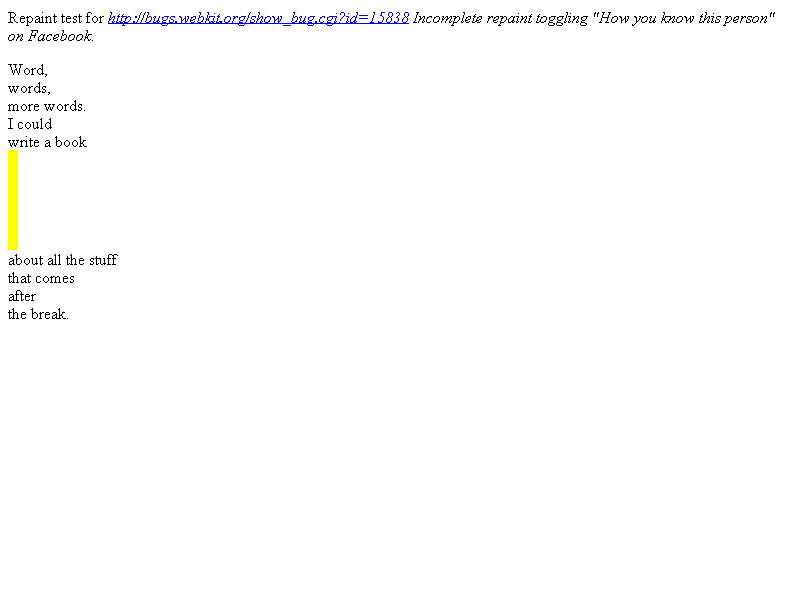 Repaint test for http://bugs.webkit.org/show_bug.cgi?id=15838 Incomplete repaint toggling "How you know this person"
on Facebook.
Word,
words,
more words.
I could
write a book
about all the stuff
that comes
after
the break.